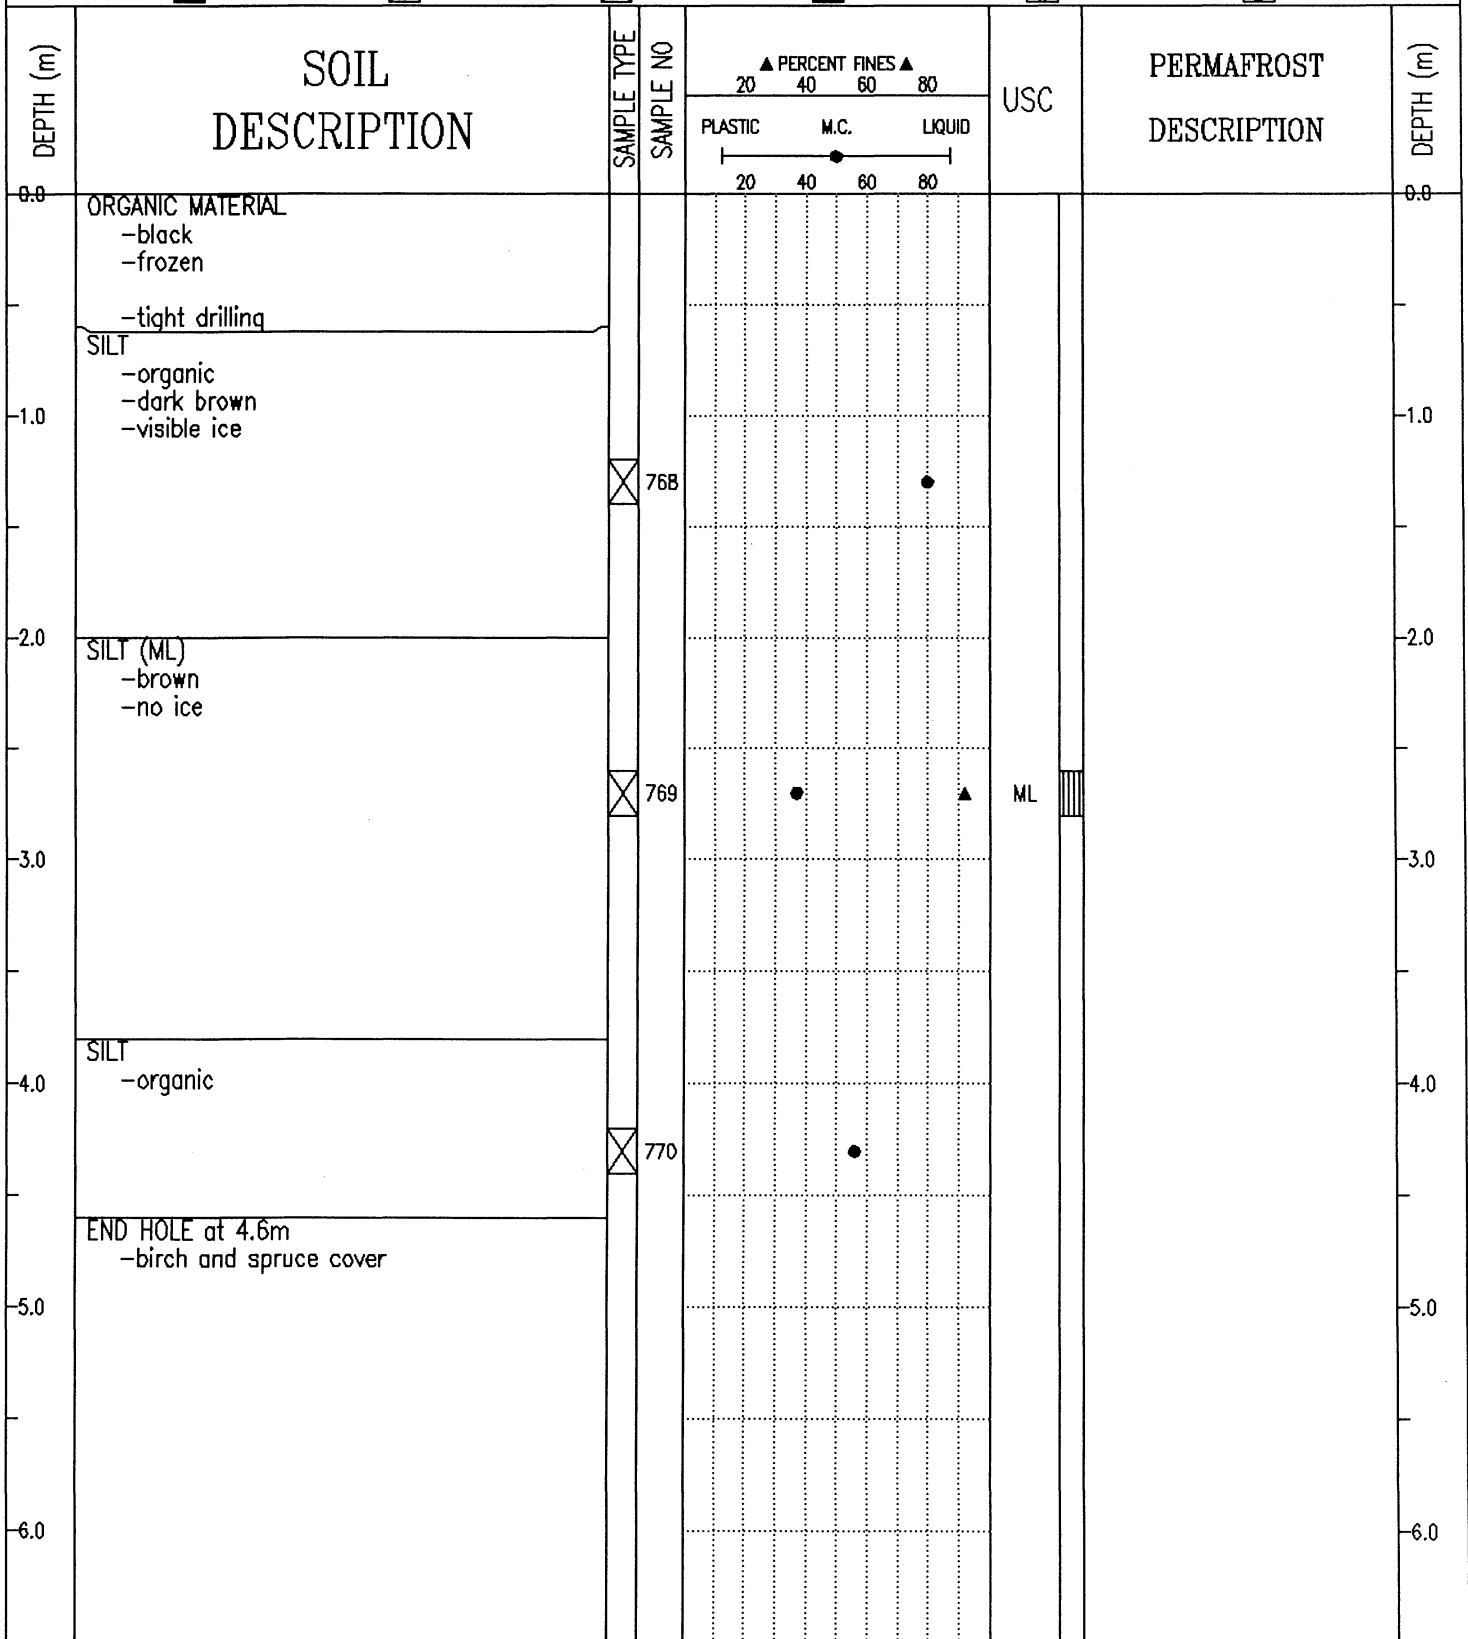 DEPTH (m)
SOIL
DESCRIPTION
SAMPLE TYPE
SAMPLE NO
▲ PERCENT FINES ▲
20 40 60 80
PLASTIC M.C. LIQUID
20 40 60 80
USC
PERMAFROST
DESCRIPTION
DEPTH (m)
0.0 0.0
ORGANIC MATERIAL
-black
-frozen
-tight drilling
SILT
-organic
-dark brown
1.0 1.0
-visible ice
768
2.0 2.0
SILT (ML)
-brown
-no ice
769 ML
3.0 3.0
SILT
-organic
4.0 4.0
770
END HOLE at 4.6m
-birch and spruce cover
5.0 5.0
6.0 6.0